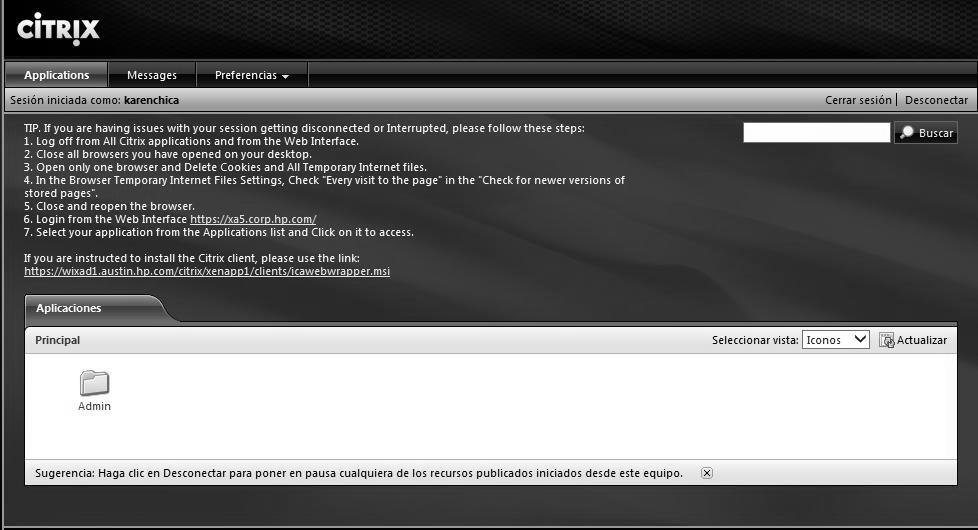 CİTRIX
Applications
Messages
Preferencias
Sesión iniciada como: karenchica
Cerrar sesión | Desconectar
TIP. If you are having issues with your session getting disconnected or Interrupted, please follow these steps:
1. Log off from All Citrix applications and from the Web Interface.
2. Close all browsers you have opened on your desktop.
3. Open only one browser and Delete Cookies and All Temporary Internet files.
4. In the Browser Temporary Internet Files Settings, Check "Every visit to the page" in the "Check for newer versions of
stored pages".
5. Close and reopen the browser.
6. Login from the Web Interface https://xa5.corp.hp.com/
7. Select your application from the Applications list and Click on it to access.
If you are instructed to install the Citrix client, please use the link:
https://wixad1.austin.hp.com/citrix/xenapp1/clients/icawebwrapper.msi
Buscar
Aplicaciones
Principal
Seleccionar vista: Iconos
Actualizar
Admin
Sugerencia: Haga clic en Desconectar para poner en pausa cualquiera de los recursos publicados iniciados desde este equipo.